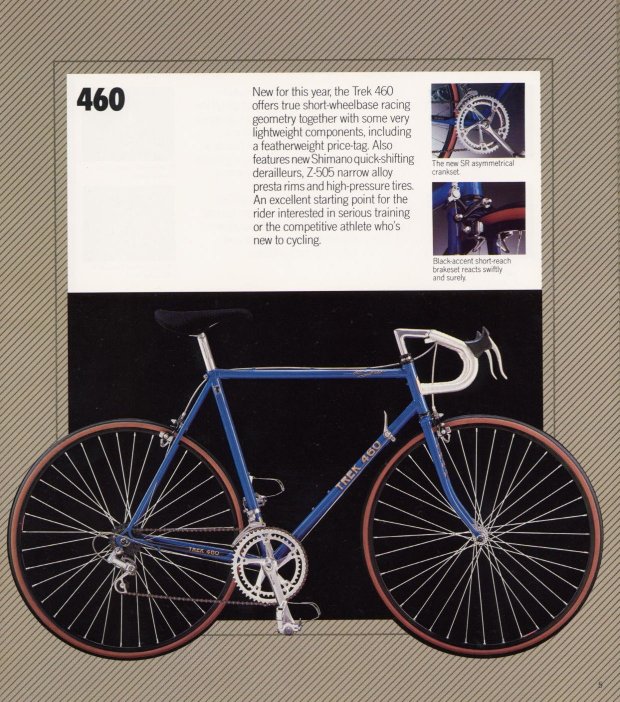 460
New for this year, the Trek 460
offers true short-wheelbase racing
geometry together with some very
lightweight components, including
a featherweight price-tag. Also
features new Shimano quick-shifting
derailleurs, Z-505 narrow alloy
presta rims and high-pressure tires.
An excellent starting point for the
rider interested in serious training
or the competitive athlete who's
new to cycling.
The new SR asymmetrical
crankset.
Black-accent short-reach
brakeset reacts swiftly
and surely.
TREK 460
TREK 460
5